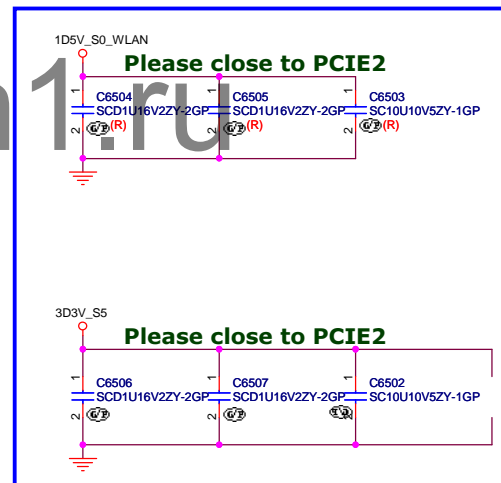 1D5V_S0_WLAN
Please close to PCIE2
n1.ru
1 1 1
C6504 C6505 C6503
SCD1U16V2ZY-2GP SCD1U16V2ZY-2GP SC10U10V5ZY-1GP
2 G/P (R) 2 G/P (R) 2 G/P (R)
3D3V_S5
Please close to PCIE2
1 1 1
C6506 C6507 C6502
SCD1U16V2ZY-2GP SCD1U16V2ZY-2GP SC10U10V5ZY-1GP
2 G/P 2 G/P 2